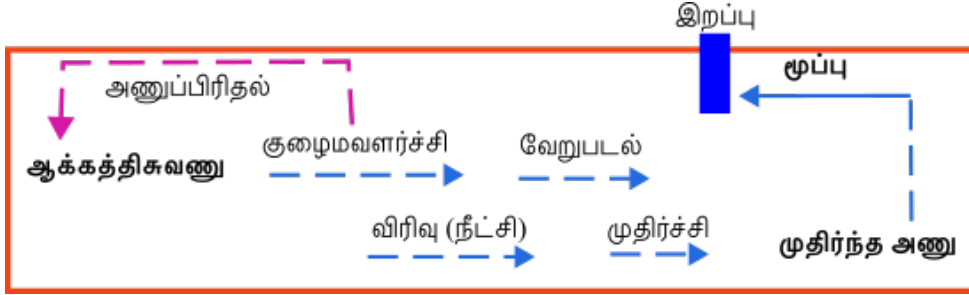 இறப்பு
அணுப்பிரிதல்
மூப்பு
குழைமவளர்ச்சி
வேறுபடல்
ஆக்கத்திசுவணு
விரிவு (நீட்சி)
முதிர்ச்சி
முதிர்ந்த அணு